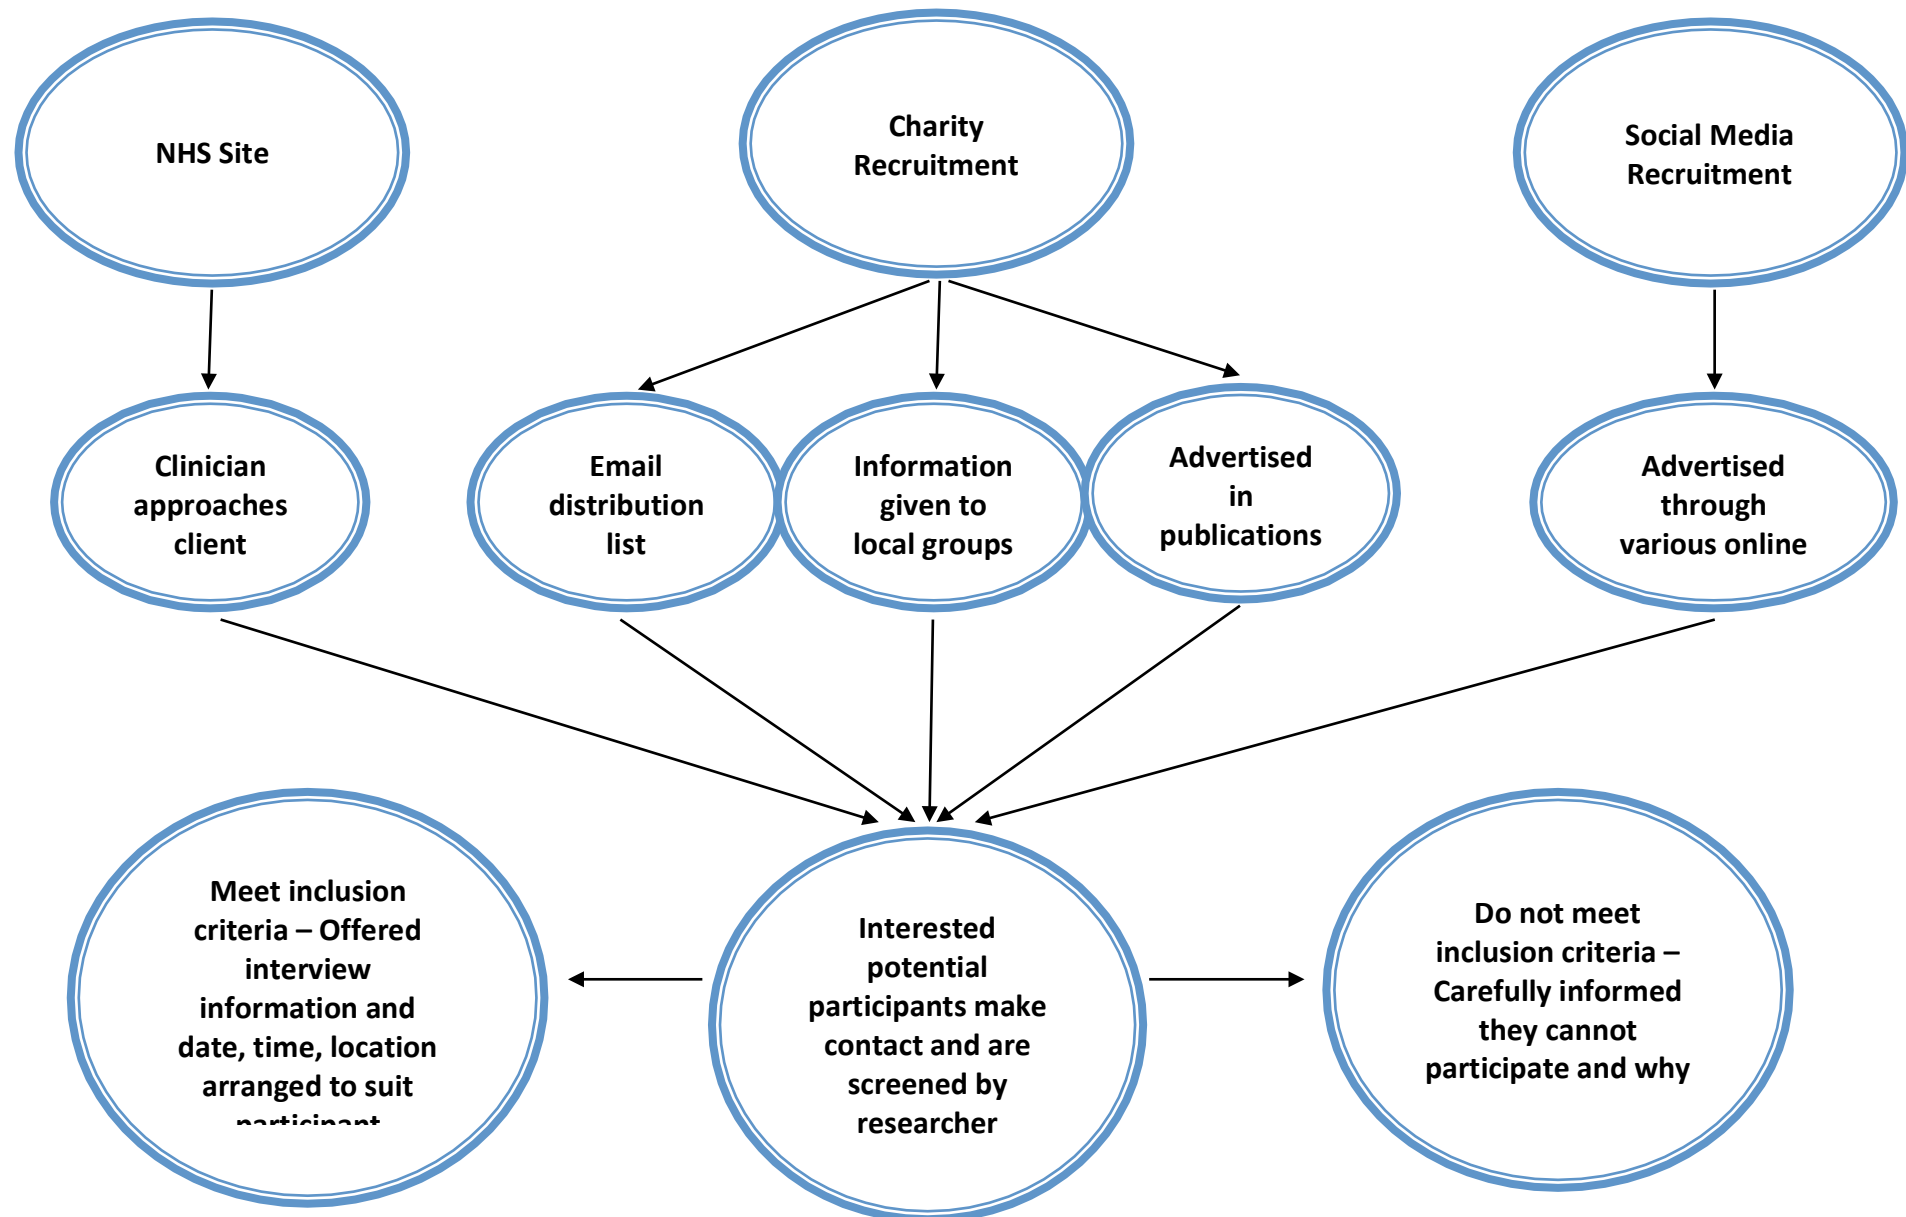 NHS Site
Charity
Recruitment
Social Media
Recruitment
Clinician
approaches
client
Email
distribution
list
Information
given to
local groups
Advertised
in
publications
Advertised
through
various online
Meet inclusion
criteria – Offered
interview
information and
date, time, location
arranged to suit
participant
Interested
potential
participants make
contact and are
screened by
researcher
Do not meet
inclusion criteria –
Carefully informed
they cannot
participate and why